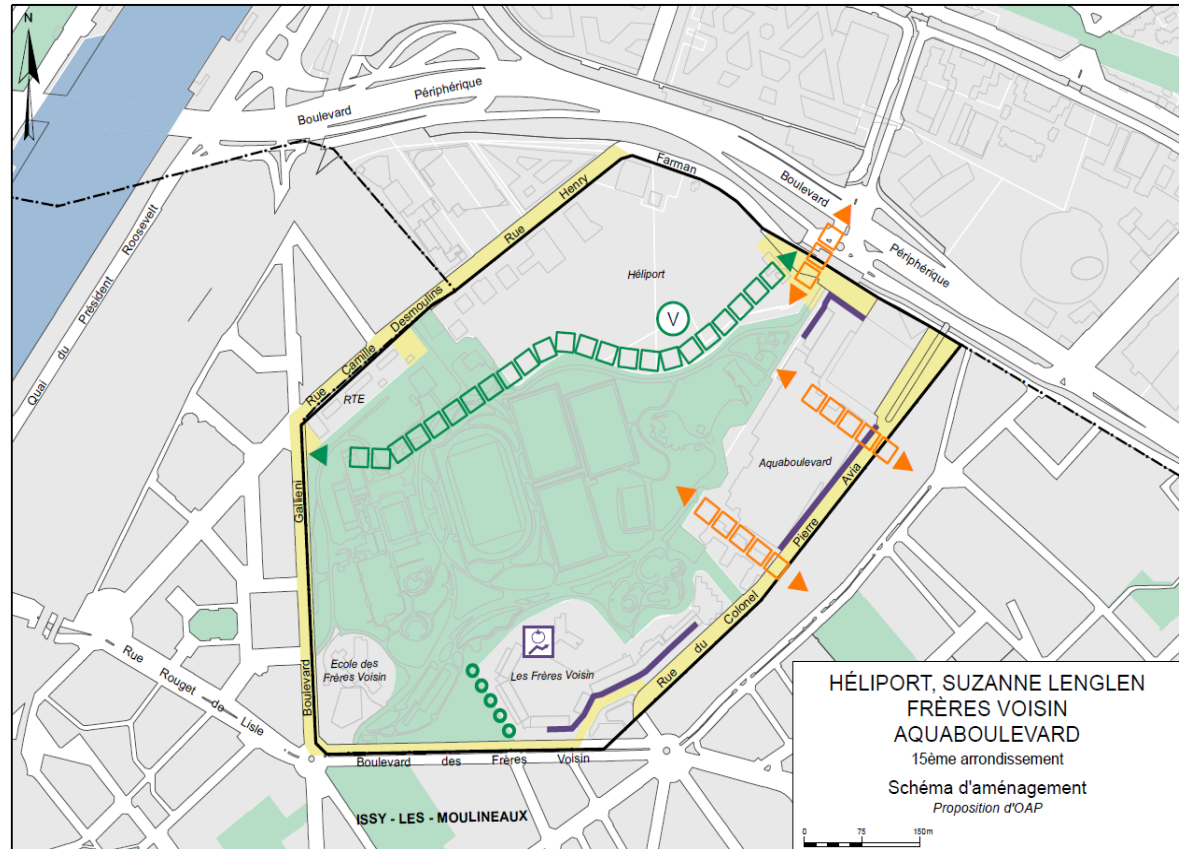 N
Boulevard Périphérique
Farman
Boulevard
Périphérique
Rue Henry
Quai du Président Roosevelt
Héliport
V
Rue Camille Desmoulins
RTE
Gallieni
Aquaboulevard
Avia
Pierre
Colonel
du
Rue
Ecole des
Frères Voisin
Les Frères Voisin
Rue Rouget de Lisle
Boulevard
Boulevard des Frères Voisin
ISSY - LES - MOULINEAUX
HÉLIPORT, SUZANNE LENGLEN
FRÈRES VOISIN
AQUABOULEVARD
15ème arrondissement
Schéma d'aménagement
Proposition d'OAP
0 75 150 m